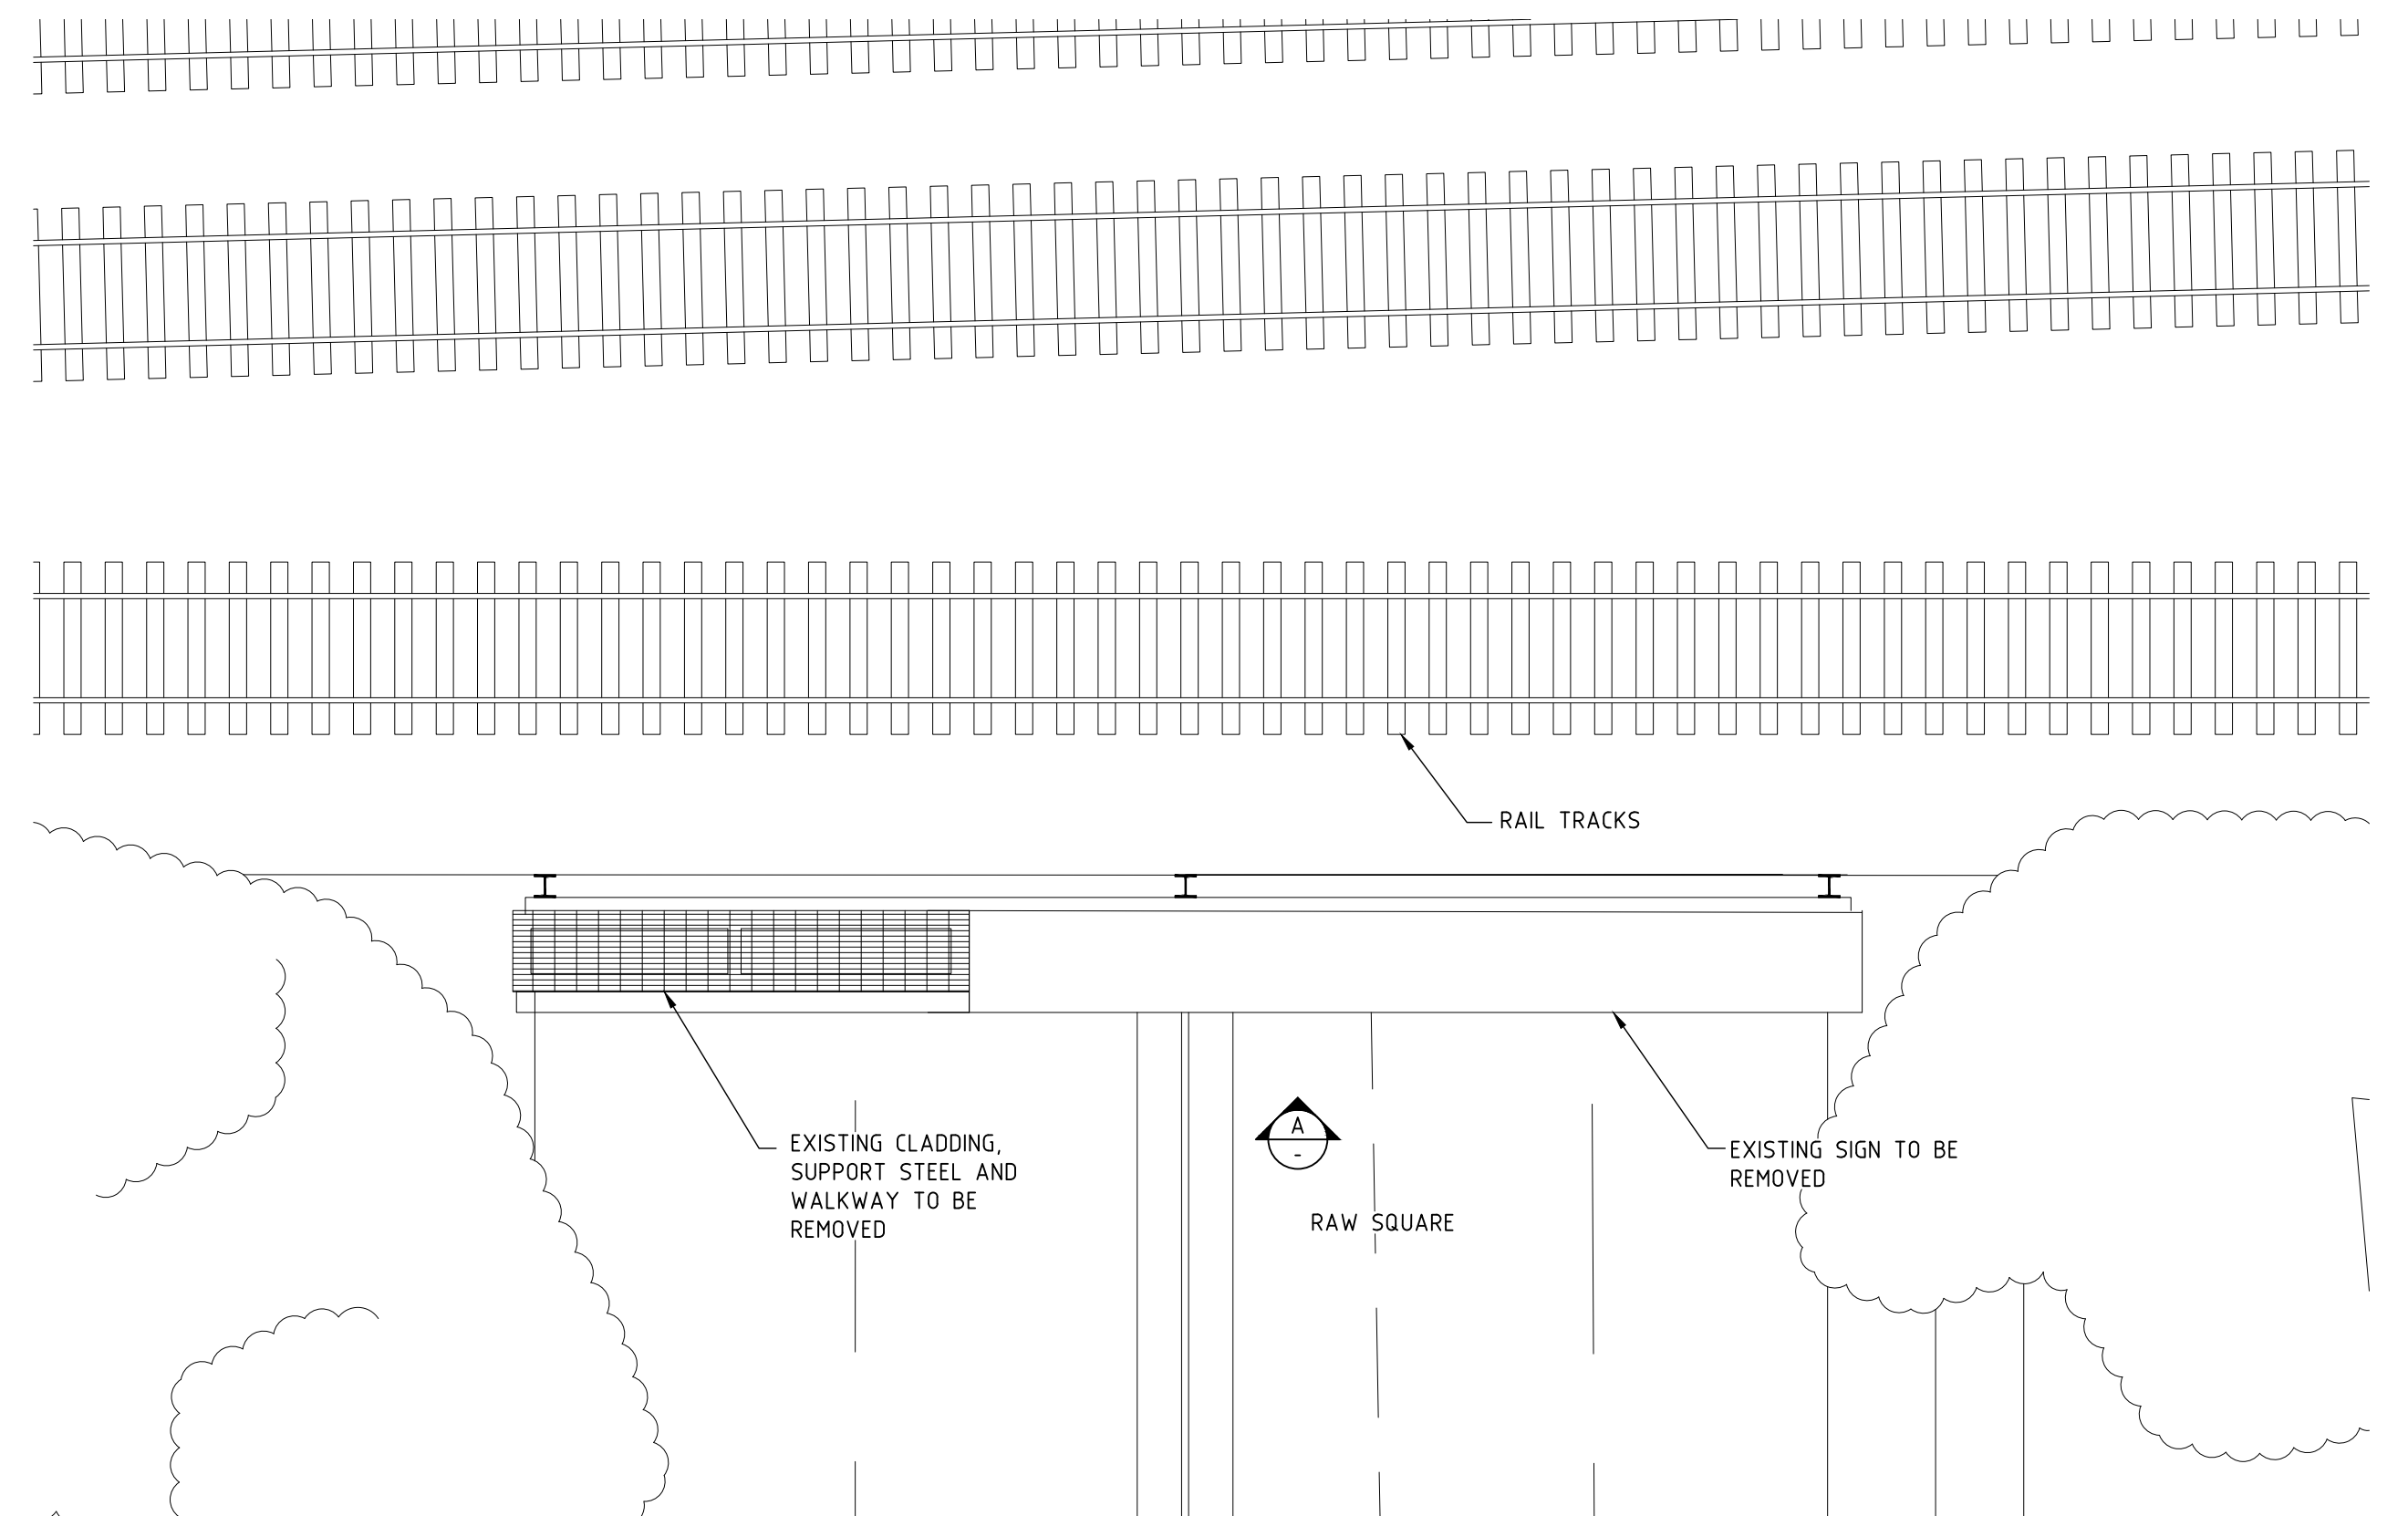 RAIL TRACKS
A
-
EXISTING CLADDING,
SUPPORT STEEL AND
WALKWAY TO BE
REMOVED
EXISTING SIGN TO BE
REMOVED
RAW SQUARE